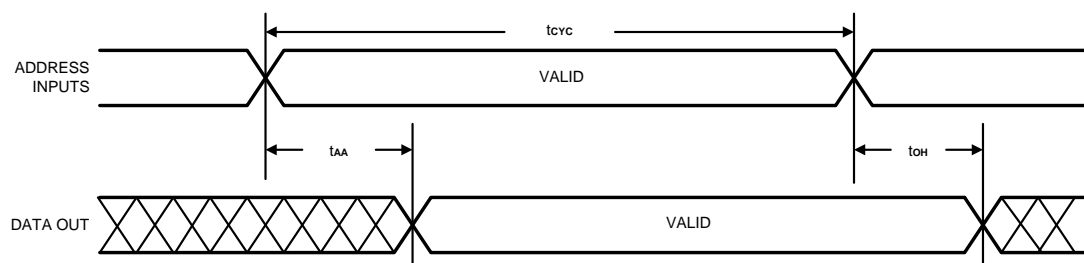 tCYC
ADDRESS
INPUTS
VALID
tAA
tOH
DATA OUT
VALID